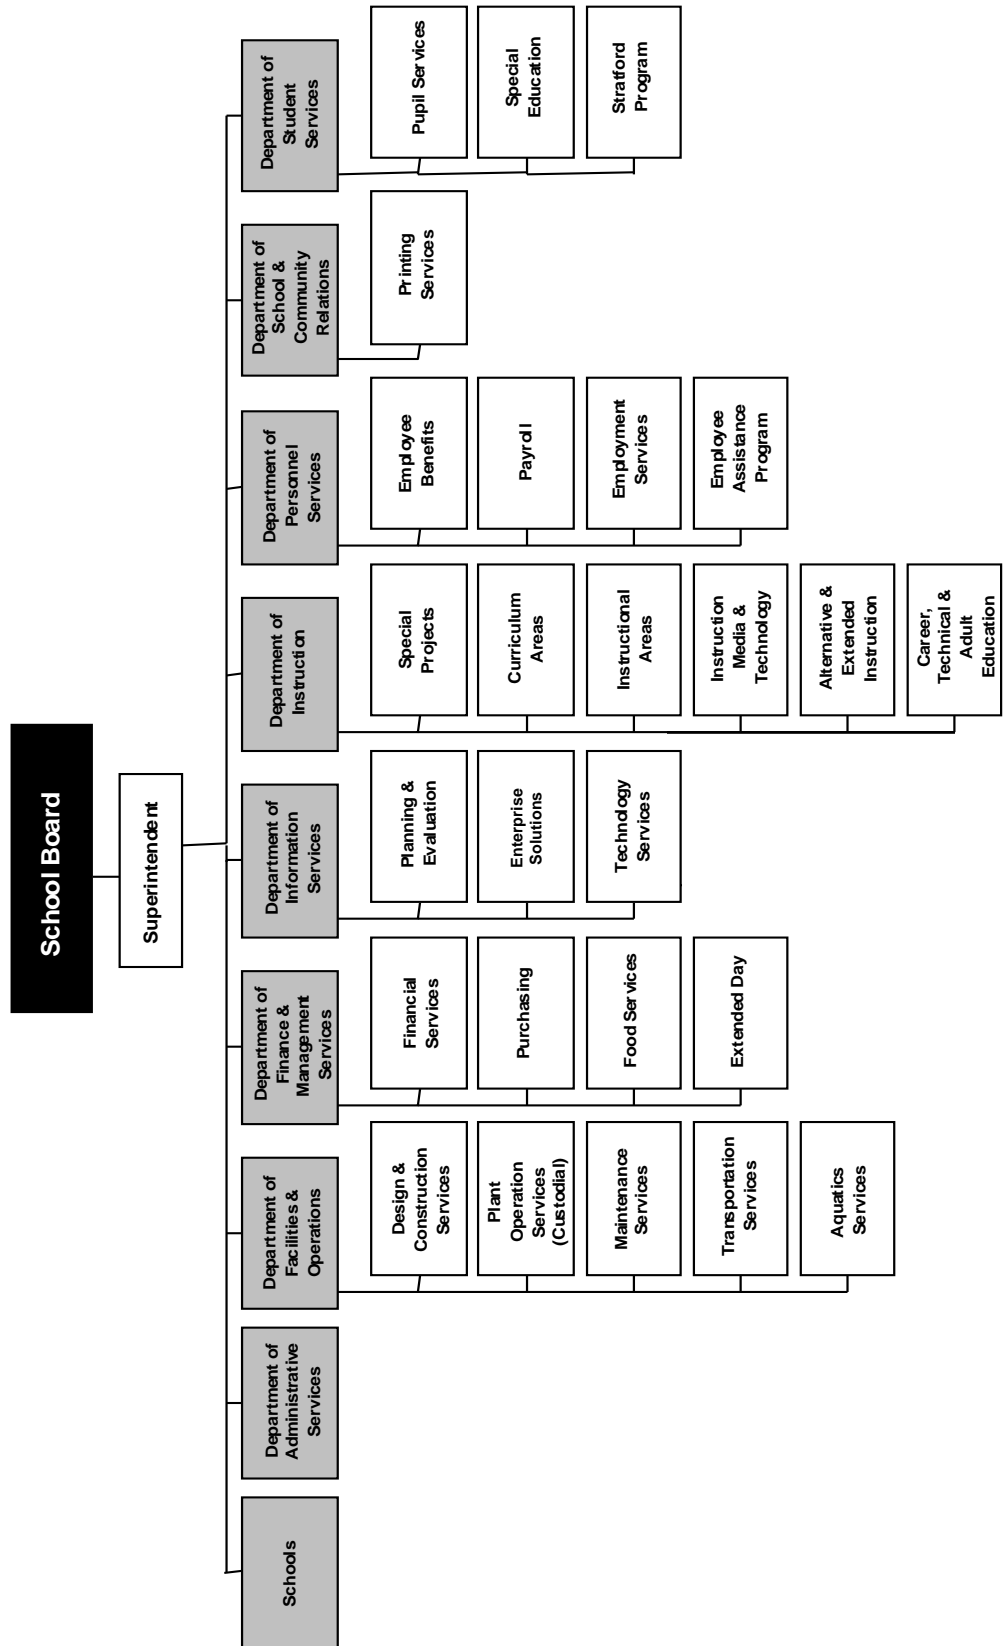 School Board
Superintendent
Schools
Department of
Administrative
Services
Department of
Facilities &
Operations
Design &
Construction
Services
Plant
Operation
Services
(Custodial)
Maintenance
Services
Transportation
Services
Aquatics
Services
Department of
Finance &
Management
Services
Financial
Services
Purchasing
Food Services
Extended Day
Department of
Information
Services
Planning &
Evaluation
Enterprise
Solutions
Technology
Services
Department of
Instruction
Special
Projects
Curriculum
Areas
Instructional
Areas
Instruction
Media &
Technology
Alternative &
Extended
Instruction
Career,
Technical &
Adult
Education
Department of
Personnel
Services
Employee
Benefits
Payroll
Employment
Services
Employee
Assistance
Program
Department of
School &
Community
Relations
Printing
Services
Department of
Student
Services
Pupil Services
Special
Education
Stratford
Program